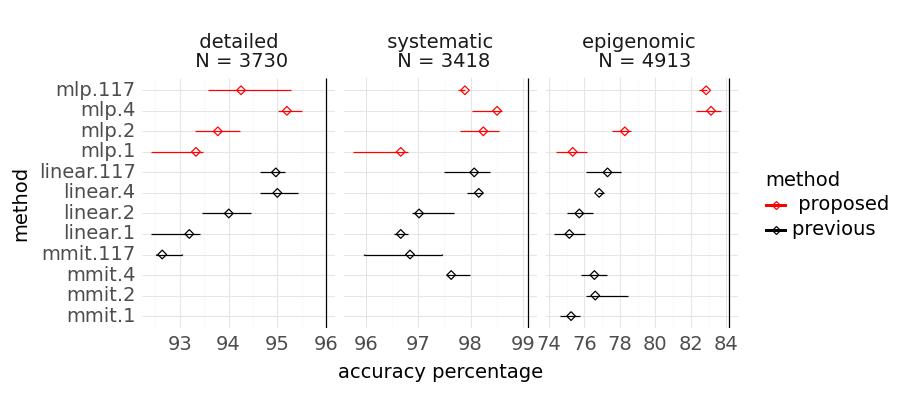 detailed
N = 3730
systematic
N = 3418
epigenomic
N = 4913
method
mlp.117
mlp.4
mlp.2
mlp.1
linear.117
linear.4
linear.2
linear.1
mmit.117
mmit.4
mmit.2
mmit.1
93 94 95 96
96 97 98 99
74 76 78 80 82 84
accuracy percentage
method
proposed
previous